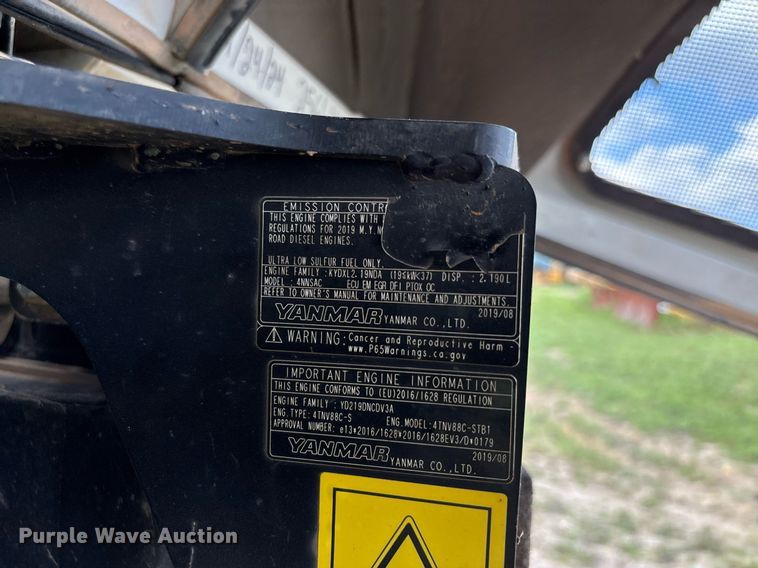 EMISSION CONTR
THIS ENGINE COMPLIES WITH
REGULATIONS FOR 2019 M.Y.
ROAD DIESEL ENGINES.
ULTRA LOW SULFUR FUEL ONLY.
ENGINE FAMILY:KYDXL2.19NDA (19≤kW<37) DISP.:2.190L
MODEL:4NNSAC ECU EM EGR DFI PTOX OC
REFER TO OWNER'S MANUAL FOR MAINTENANCE AND ADJUSTMENTS.
YANMAR YANMAR CO.,LTD. 2019/08
WARNING: Cancer and Reproductive Harm
www.P65Warnings.ca.gov
IMPORTANT ENGINE INFORMATION
THIS ENGINE CONFORMS TO (EU)2016/1628 REGULATION
ENGINE FAMILY: YD219DNCDV3A
ENG.TYPE: 4TNV88C-S ENG.MODEL: 4TNV88C-STB1
APPROVAL NUMBER: e13*2016/1628*2016/1628EV3/D*0179
YANMAR YANMAR CO.,LTD. 2019/08
Purple Wave Auction